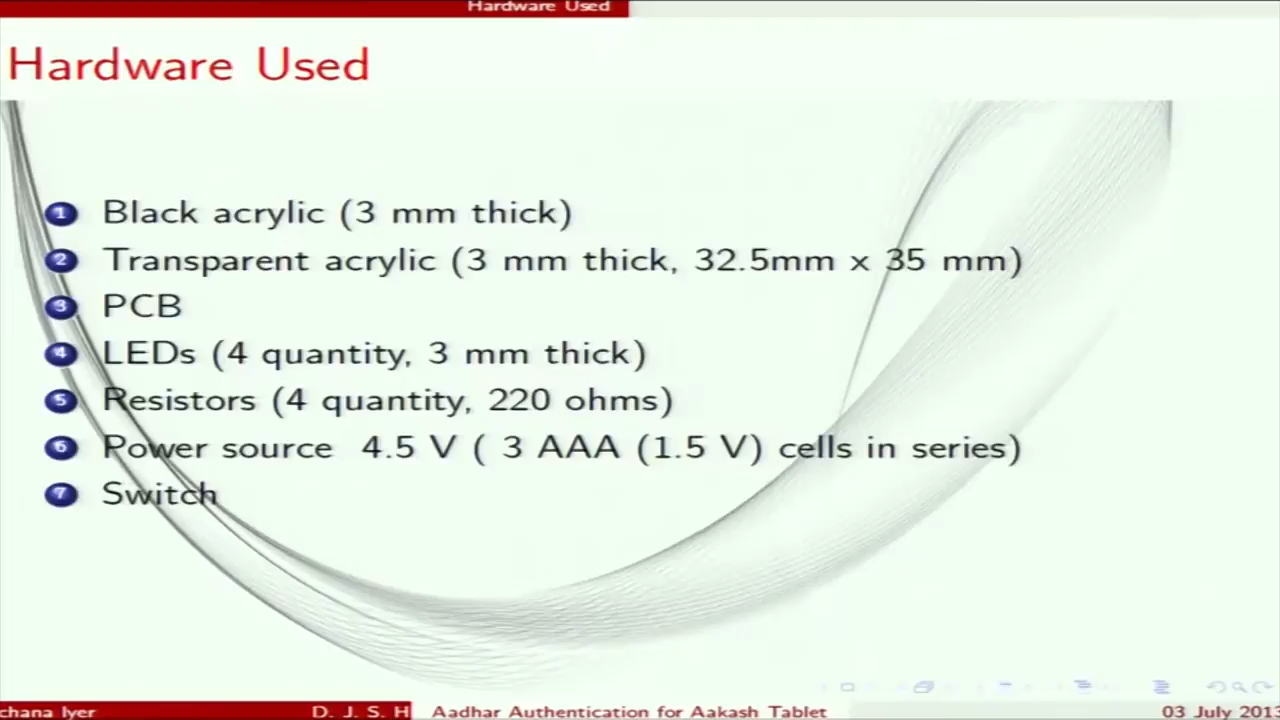 Hardware Used
Hardware Used
1 Black acrylic (3 mm thick)
2 Transparent acrylic (3 mm thick, 32.5mm x 35 mm)
3 PCB
4 LEDs (4 quantity, 3 mm thick)
5 Resistors (4 quantity, 220 ohms)
6 Power source 4.5 V ( 3 AAA (1.5 V) cells in series)
7 Switch
chana Iyer D. J. S. H Aadhar Authentication for Aakash Tablet 03 July 2013